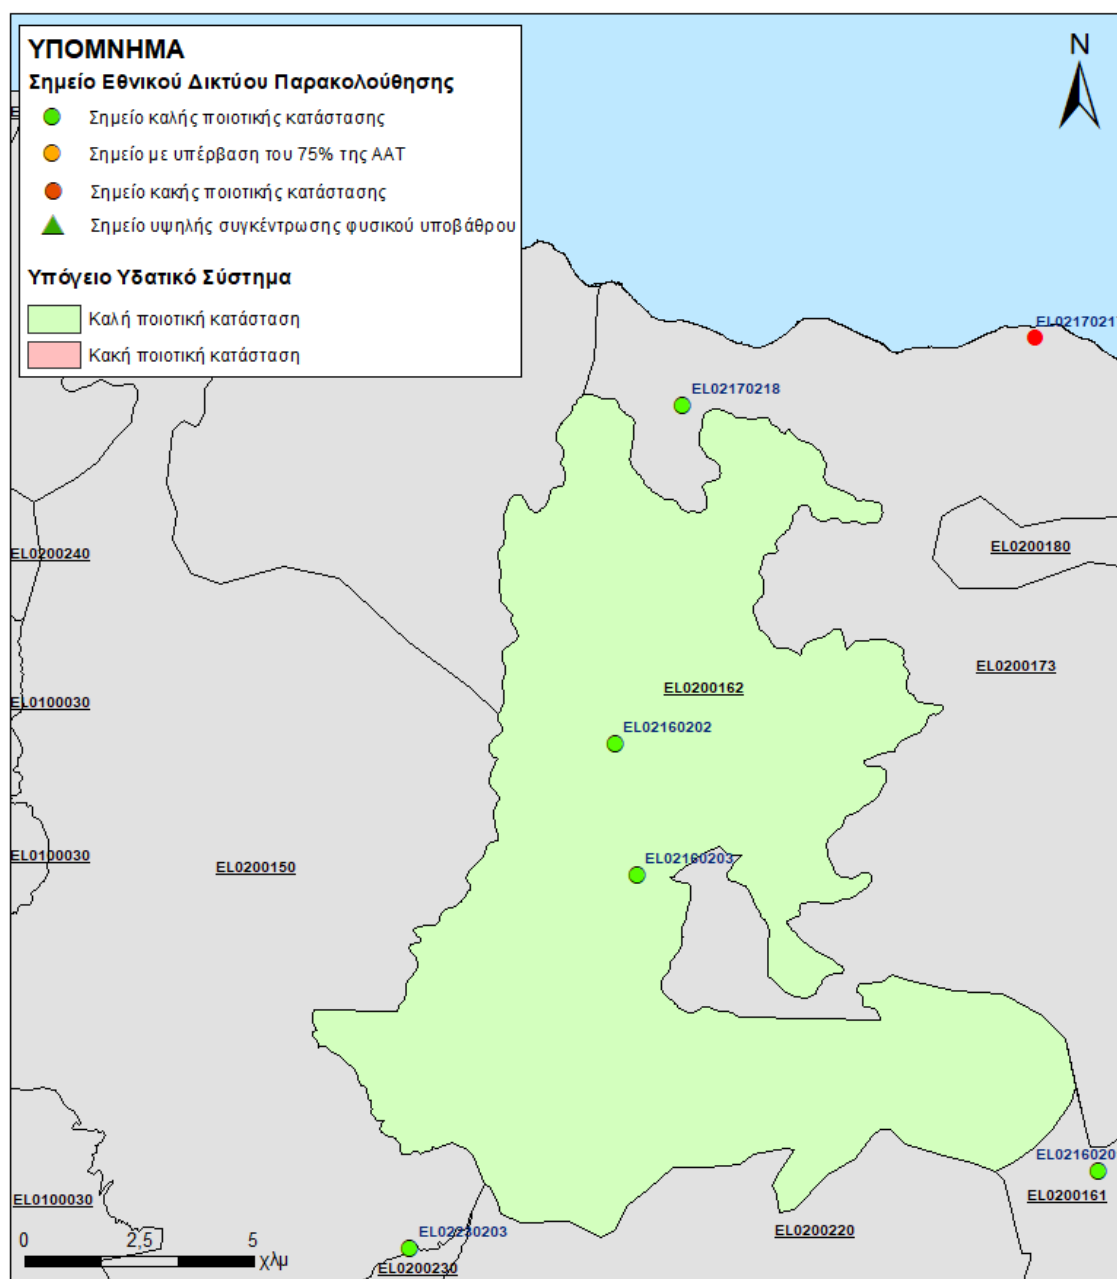 ΥΠΟΜΝΗΜΑ
Σημείο Εθνικού Δικτύου Παρακολούθησης
Σημείο καλής ποιοτικής κατάστασης
Σημείο με υπέρβαση του 75% της ΑΑΤ
Σημείο κακής ποιοτικής κατάστασης
Σημείο υψηλής συγκέντρωσης φυσικού υποβάθρου
Υπόγειο Υδατικό Σύστημα
Καλή ποιοτική κατάσταση
Κακή ποιοτική κατάσταση
N
EL0217021
EL02170218
EL0200180
EL0200240
EL0200173
EL0200162
EL0100030
EL02160202
EL0100030
EL02160203
EL0200150
EL0216020
EL0200161
EL0100030
EL0200220
EL02230203
EL0200230
0 2,5 5
χλμ